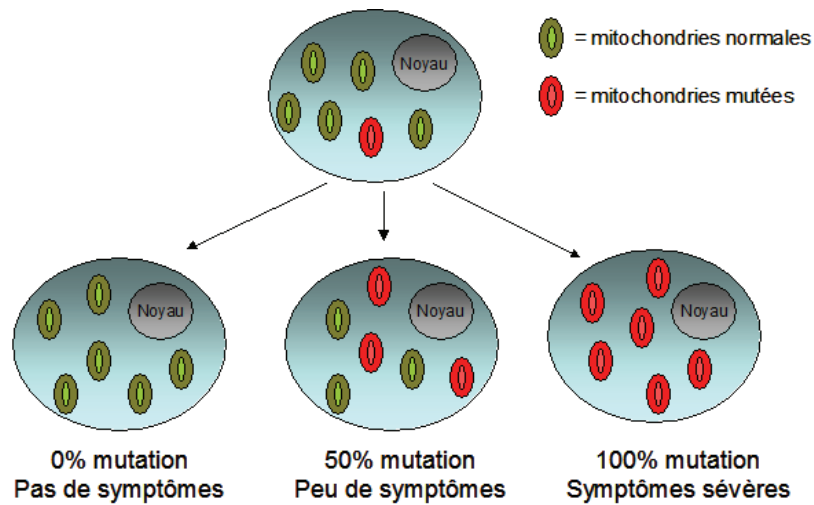 = mitochondries normales
= mitochondries mutées
Noyau
Noyau
Noyau
Noyau
0% mutation
Pas de symptômes
50% mutation
Peu de symptômes
100% mutation
Symptômes sévères